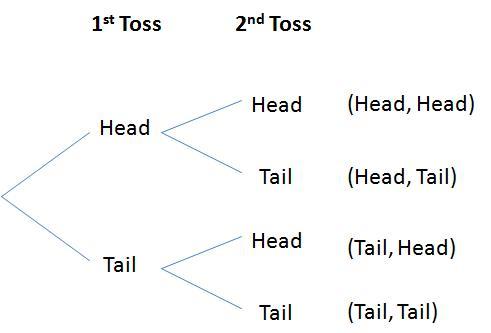 1st Toss 2nd Toss
Head (Head, Head)
Head
Tail (Head, Tail)
Head (Tail, Head)
Tail
Tail (Tail, Tail)